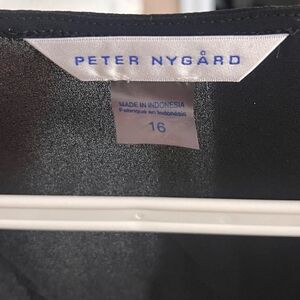 PETER NYGÅRD
MADE IN INDONESIA
Fabriqué en Indonésie
16